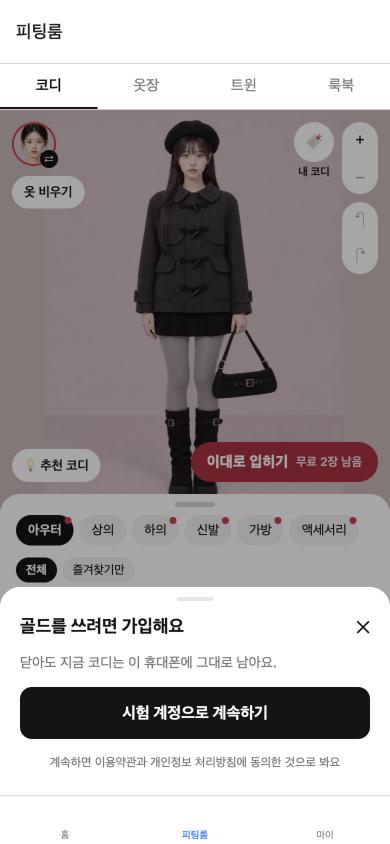 피팅룸
코디
옷장
트윈
룩북
내 코디
옷 비우기
💡 추천 코디
이대로 입히기 무료 2장 남음
아우터
상의
하의
신발
가방
액세서리
전체
즐겨찾기만
골드를 쓰려면 가입해요
닫아도 지금 코디는 이 휴대폰에 그대로 남아요.
시험 계정으로 계속하기
계속하면 이용약관과 개인정보 처리방침에 동의한 것으로 봐요
홈
피팅룸
마이